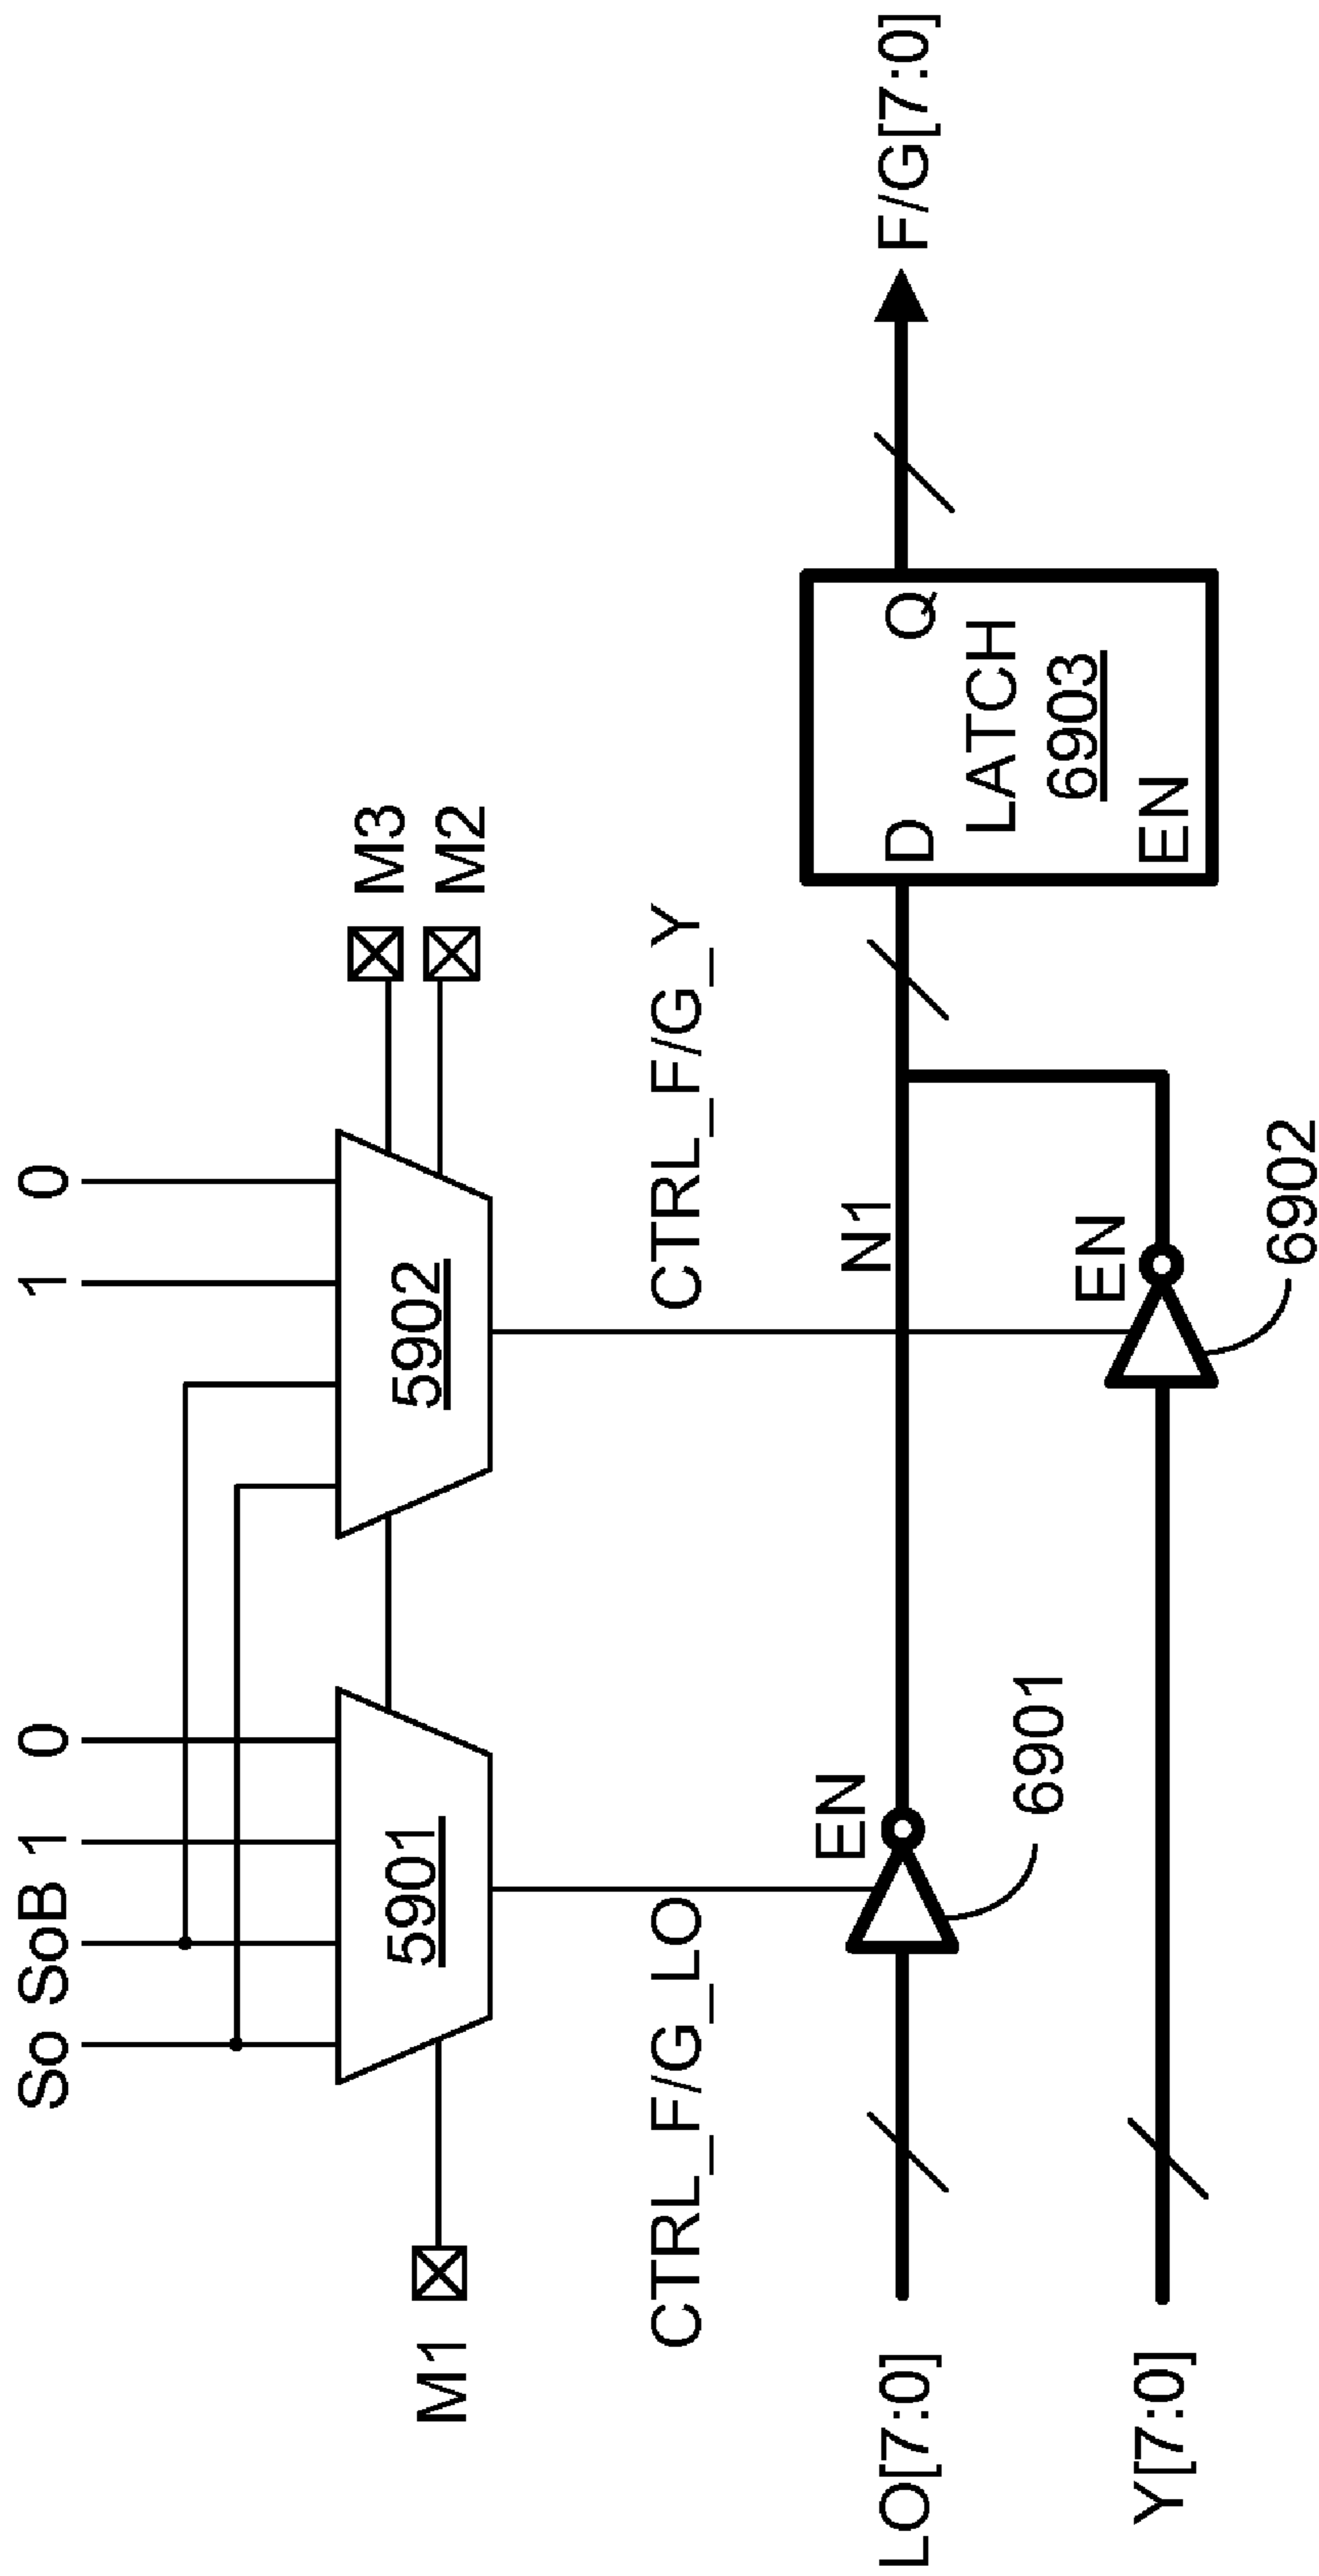 So SoB 1 0
1 0
5901
5902
M3
M2
M1
CTRL_F/G_LO
CTRL_F/G_Y
EN
N1
LO[7:0]
6901
D Q
LATCH
6903
EN
F/G[7:0]
EN
Y[7:0]
6902